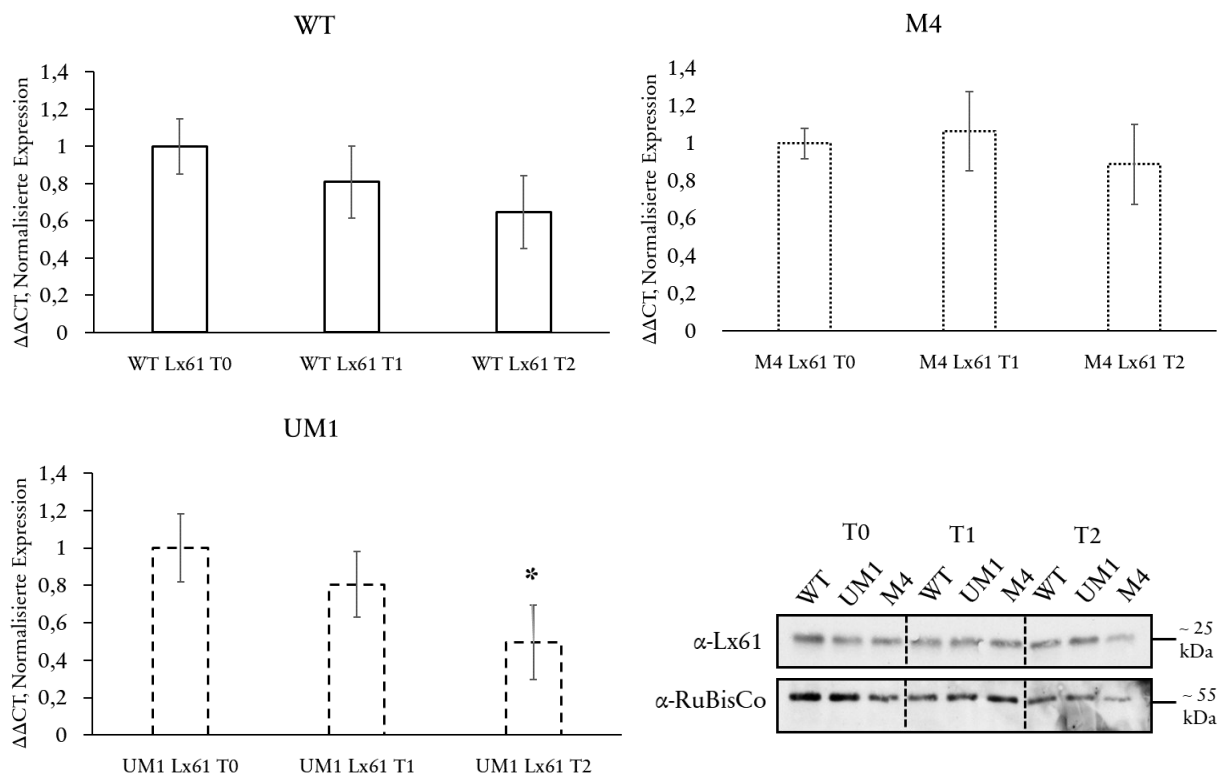 WT
ΔΔCT, Normalisierte Expression
1,4
1,2
1
0,8
0,6
0,4
0,2
0
WT Lx61 T0 WT Lx61 T1 WT Lx61 T2
M4
ΔΔCT, Normalisierte Expression
1,4
1,2
1
0,8
0,6
0,4
0,2
0
M4 Lx61 T0 M4 Lx61 T1 M4 Lx61 T2
UM1
ΔΔCT, Normalisierte Expression
1,4
1,2
1
0,8
0,6
0,4
0,2
0
*
UM1 Lx61 T0 UM1 Lx61 T1 UM1 Lx61 T2
T0 T1 T2
WT UM1 M4 WT UM1 M4 WT UM1 M4
α-Lx61 ~ 25 kDa
α-RuBisCo ~ 55 kDa